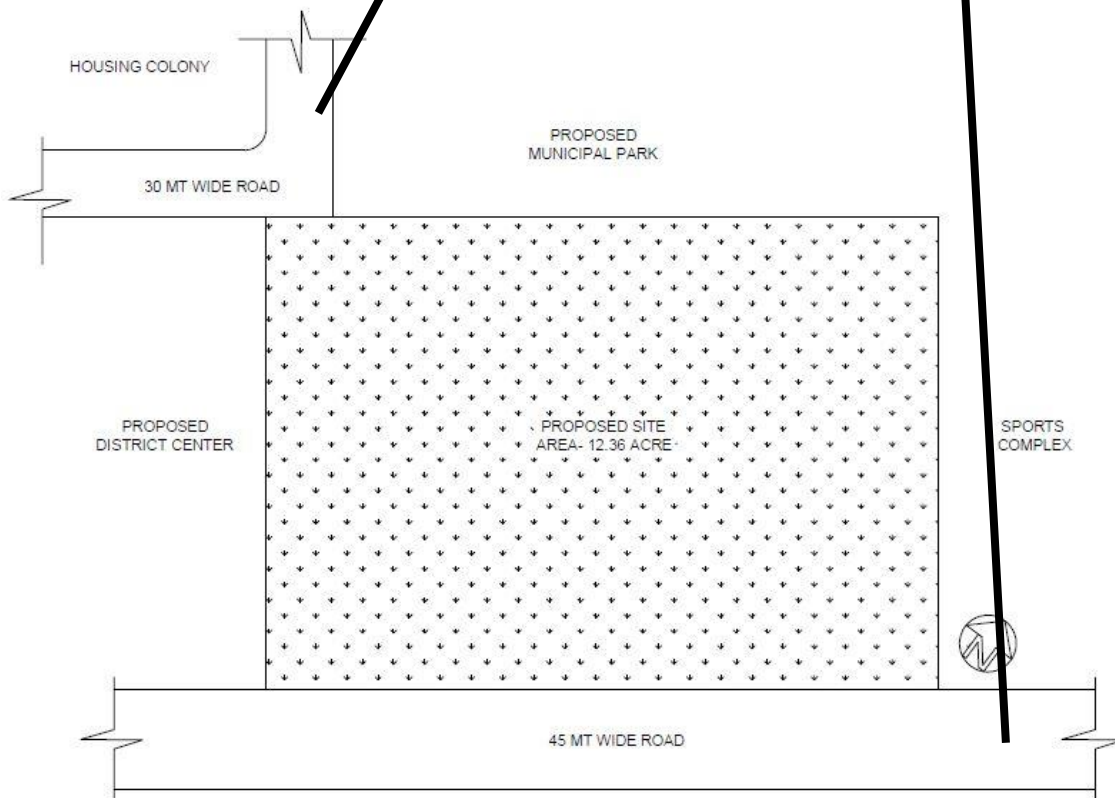 HOUSING COLONY
PROPOSED
MUNICIPAL PARK
30 MT WIDE ROAD
PROPOSED
DISTRICT CENTER
PROPOSED SITE
AREA- 12.36 ACRE
SPORTS
COMPLEX
N
45 MT WIDE ROAD